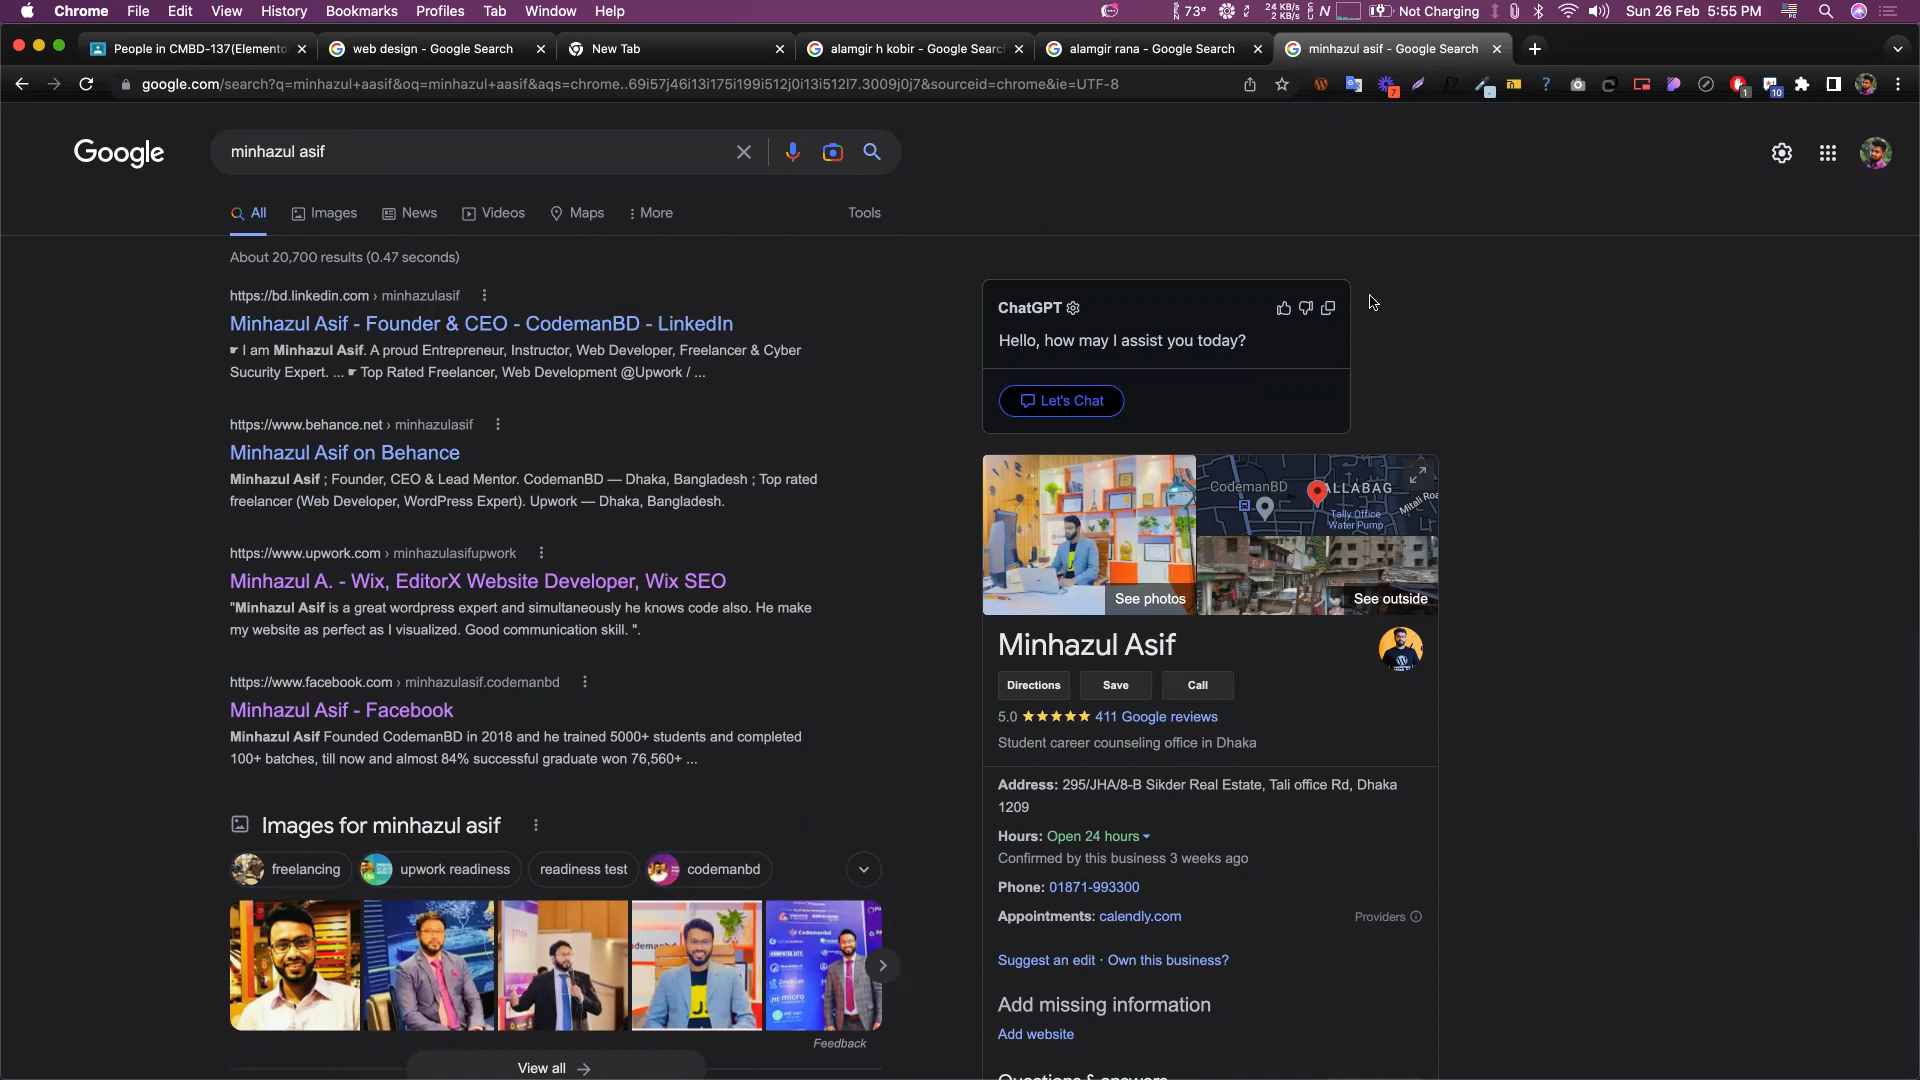 Chrome File Edit View History Bookmarks Profiles Tab Window Help
73° 24 KB/s 2 KB/s N Not Charging Sun 26 Feb 5:55 PM
People in CMBD-137(Elemento
web design - Google Search
New Tab
alamgir h kobir - Google Searc
alamgir rana - Google Search
minhazul asif - Google Search
google.com/search?q=minhazul+aasif&oq=minhazul+aasif&aqs=chrome..69i57j46i13i175i199i512j0i13i512l7.3009j0j7&sourceid=chrome&ie=UTF-8
7
1
10
Google
minhazul asif
All Images News Videos Maps More Tools
About 20,700 results (0.47 seconds)
https://bd.linkedin.com › minhazulasif
Minhazul Asif - Founder & CEO - CodemanBD - LinkedIn
☛ I am Minhazul Asif. A proud Entrepreneur, Instructor, Web Developer, Freelancer & Cyber
Sucurity Expert. ... ☛ Top Rated Freelancer, Web Development @Upwork / ...
https://www.behance.net › minhazulasif
Minhazul Asif on Behance
Minhazul Asif ; Founder, CEO & Lead Mentor. CodemanBD — Dhaka, Bangladesh ; Top rated
freelancer (Web Developer, WordPress Expert). Upwork — Dhaka, Bangladesh.
https://www.upwork.com › minhazulasifupwork
Minhazul A. - Wix, EditorX Website Developer, Wix SEO
"Minhazul Asif is a great wordpress expert and simultaneously he knows code also. He make
my website as perfect as I visualized. Good communication skill. ".
https://www.facebook.com › minhazulasif.codemanbd
Minhazul Asif - Facebook
Minhazul Asif Founded CodemanBD in 2018 and he trained 5000+ students and completed
100+ batches, till now and almost 84% successful graduate won 76,560+ ...
Images for minhazul asif
freelancing
upwork readiness
readiness test
codemanbd
Feedback
View all
ChatGPT
Hello, how may I assist you today?
Let's Chat
CodemanBD
ALLABAG
Mitali Roa
Tally Office
Water Pump
See photos
See outside
Minhazul Asif
Directions
Save
Call
5.0 ★★★★★ 411 Google reviews
Student career counseling office in Dhaka
Address: 295/JHA/8-B Sikder Real Estate, Tali office Rd, Dhaka
1209
Hours: Open 24 hours
Confirmed by this business 3 weeks ago
Phone: 01871-993300
Appointments: calendly.com
Providers
Suggest an edit · Own this business?
Add missing information
Add website
Questions & answers